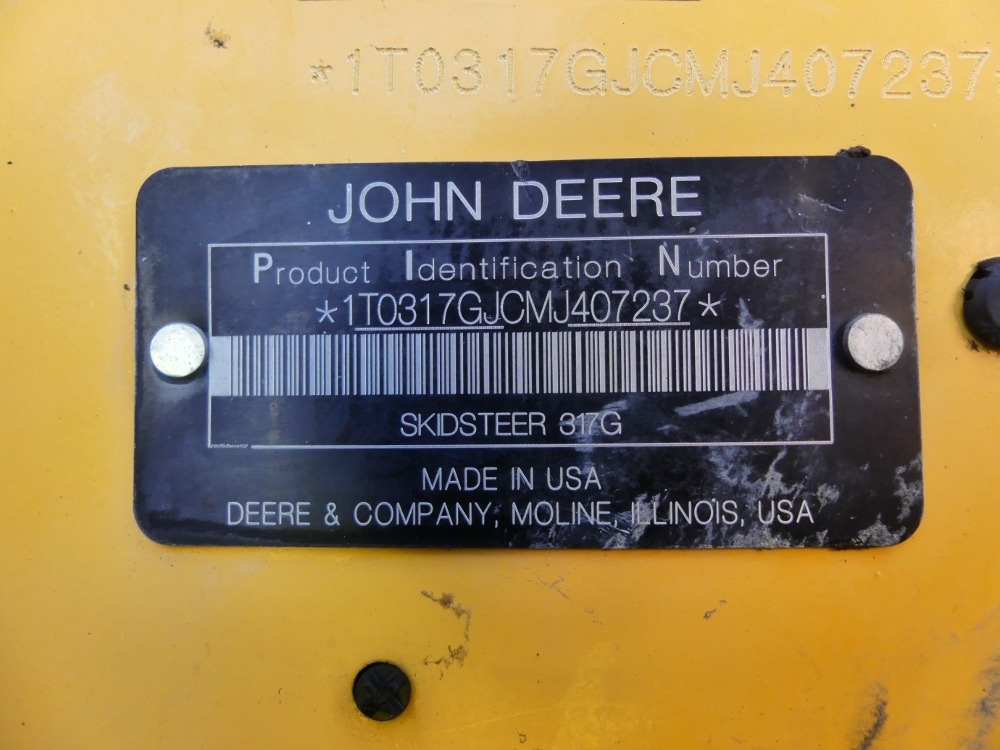 *1T0317GJCMJ407237*
JOHN DEERE
Product Identification Number
*1T0317GJCMJ407237*
SKIDSTEER 317G
MADE IN USA
DEERE & COMPANY, MOLINE, ILLINOIS, USA